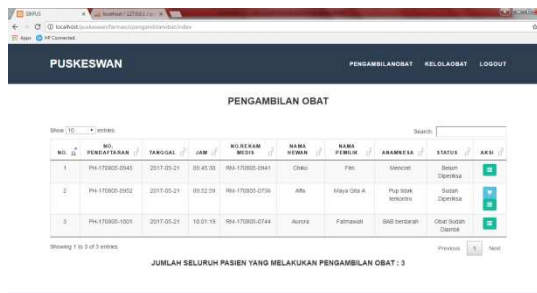 SIKPUS
localhost/puskeswan/farmasi/cpengambilanobat/index
Apps HP Connected
PUSKESWAN PENGAMBILANOBAT KELOLAOBAT LOGOUT
PENGAMBILAN OBAT
Show 10 entries Search:
NO. NO. PENDAFTARAN TANGGAL JAM NO.REKAM MEDIS NAMA HEWAN NAMA PEMILIK ANAMNESA STATUS AKSI
1 PH-170805-0945 2017-05-21 09:45:00 RM-170805-0943 Chiko Fitri Mencret Belum Diperiksa
2 PH-170805-0952 2017-05-21 09:52:59 RM-170805-0736 Alfa Maya Gita A. Pup tidak terkontro Sudah Diperiksa
3 PH-170805-1001 2017-05-21 10:01:19 RM-170805-0744 Aurora Fatmawati BAB berdarah Obat Sudah Diambil
Showing 1 to 3 of 3 entries Previous 1 Next
JUMLAH SELURUH PASIEN YANG MELAKUKAN PENGAMBILAN OBAT : 3